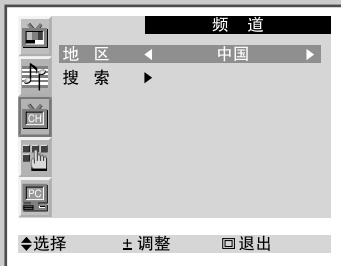 频 道
地 区 ◀ 中国 ▶
搜 索 ▶
CH
PC
◆选择 ± 调整 回退出